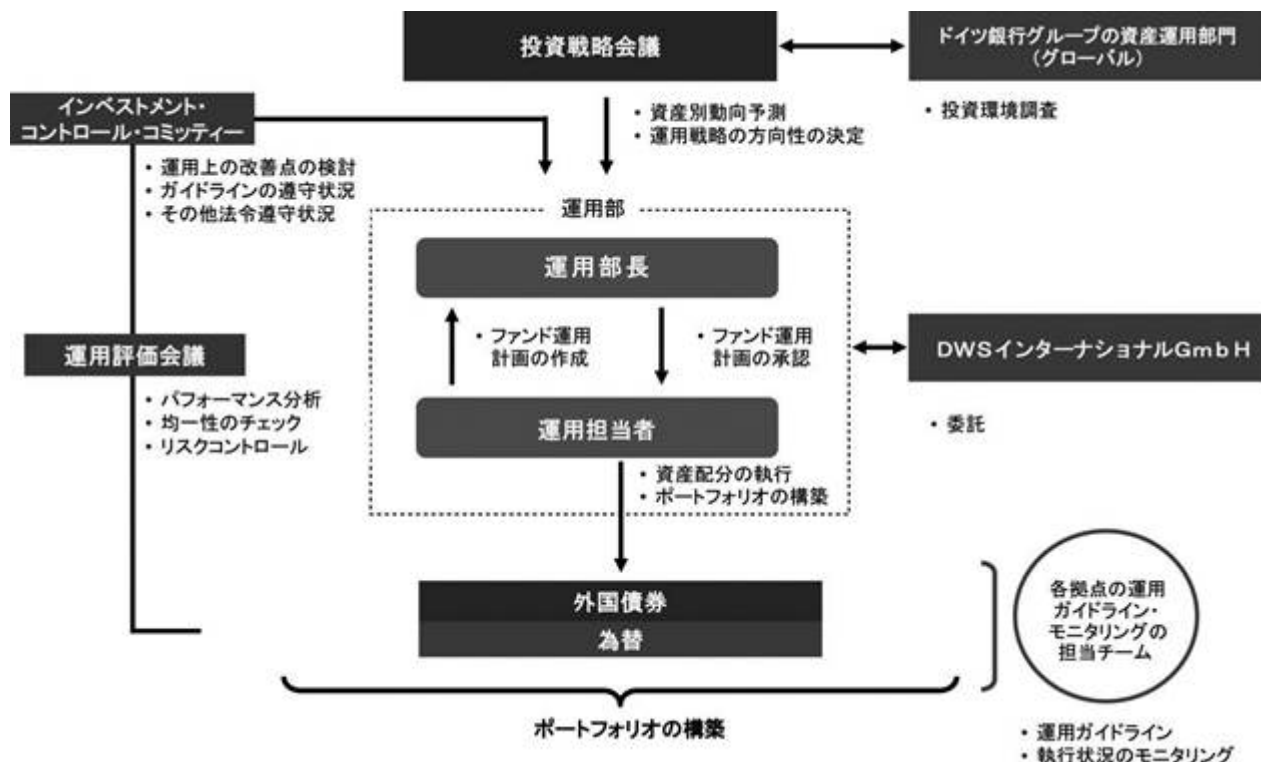 投資戦略会議
ドイツ銀行グループの資産運用部門
(グローバル)
・投資環境調査
・資産別動向予測
・運用戦略の方向性の決定
インベストメント・
コントロール・コミッティー
・運用上の改善点の検討
・ガイドラインの遵守状況
・その他法令遵守状況
運用部
運用部長
・ファンド運用
計画の作成
・ファンド運用
計画の承認
運用評価会議
・パフォーマンス分析
・均一性のチェック
・リスクコントロール
DWSインターナショナルGmbH
・委託
運用担当者
・資産配分の執行
・ポートフォリオの構築
外国債券
為替
各拠点の運用
ガイドライン・
モニタリングの
担当チーム
ポートフォリオの構築
・運用ガイドライン
・執行状況のモニタリング